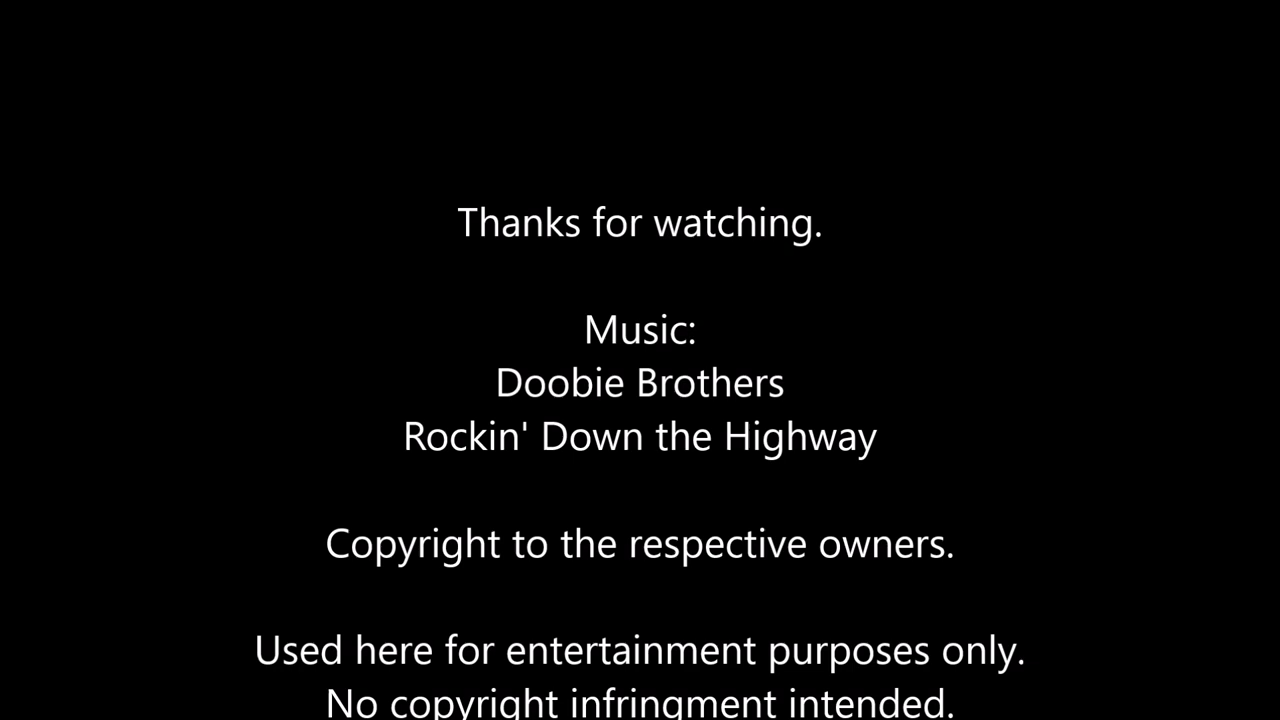 Thanks for watching.
Music:
Doobie Brothers
Rockin' Down the Highway
Copyright to the respective owners.
Used here for entertainment purposes only.
No copyright infringment intended.